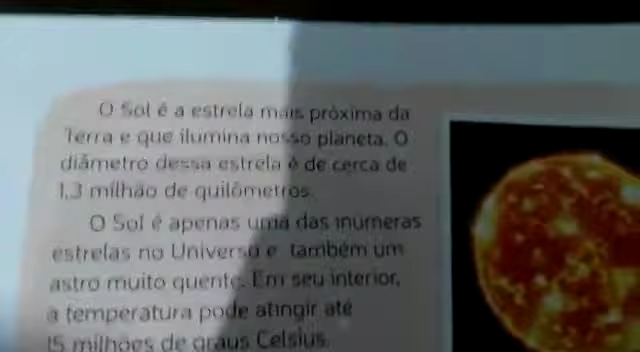 O Sol é a estrela mais próxima da
Terra e que ilumina nosso planeta. O
diâmetro dessa estrela é de cerca de
1,3 milhão de quilômetros.
O Sol é apenas uma das inúmeras
estrelas no Universo e também um
astro muito quente. Em seu interior,
a temperatura pode atingir até
15 milhões de graus Celsius.